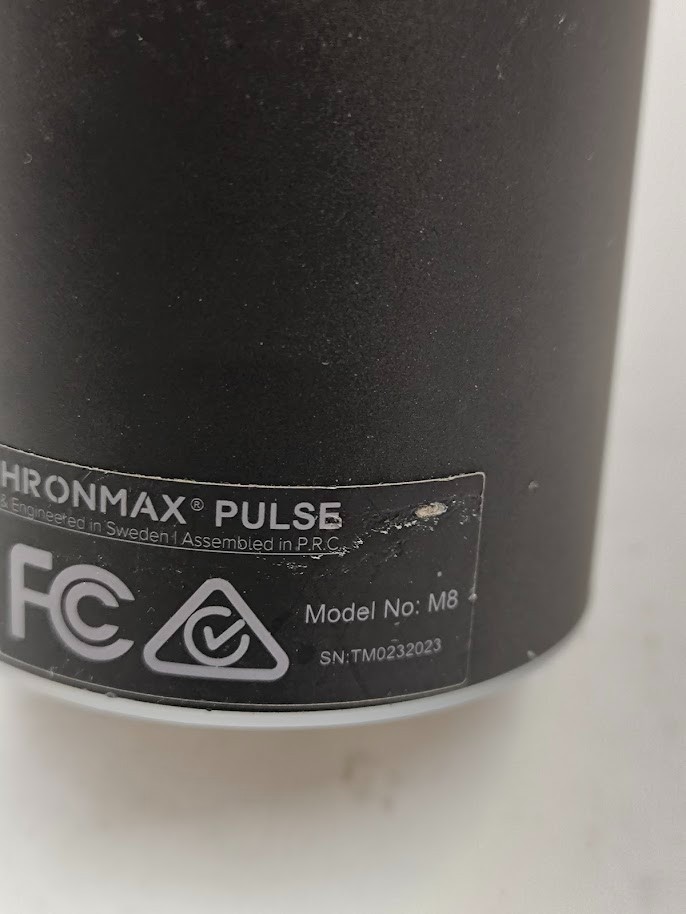 HRONMAX® PULSE
& Engineered in Sweden | Assembled in P.R.C
FC
Model No: M8
SN:TM0232023